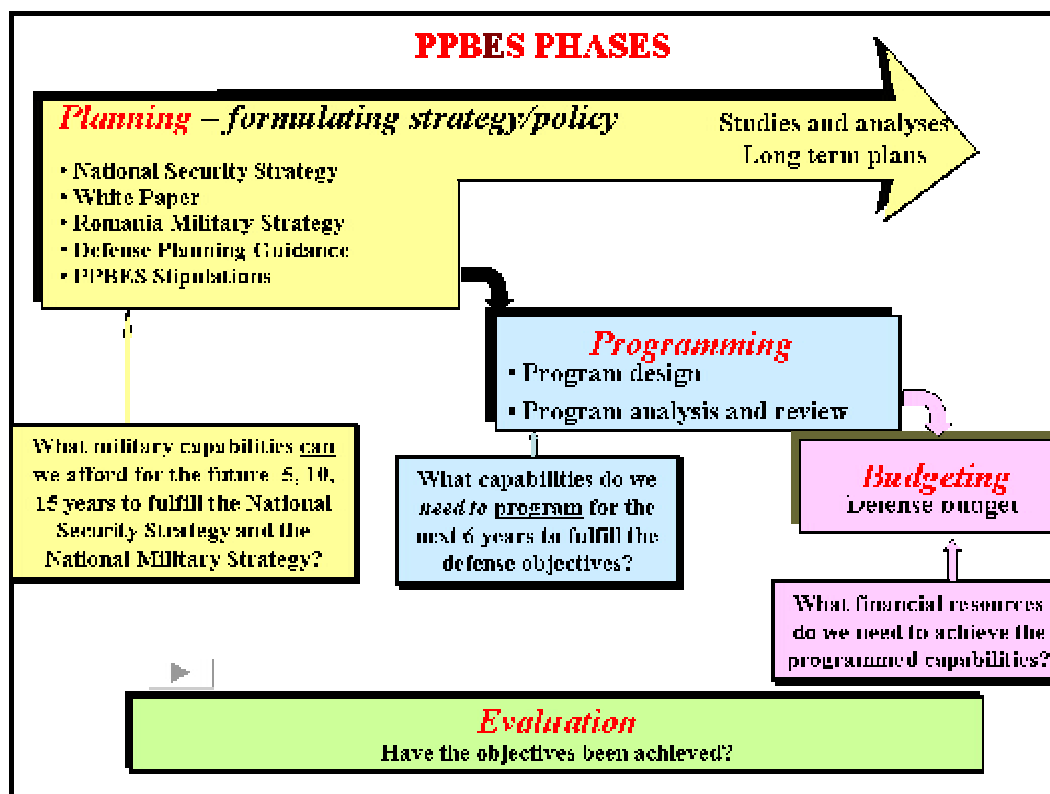 PPBES PHASES
Planning – formulating strategy/policy
• National Security Strategy
• White Paper
• Romania Military Strategy
• Defense Planning Guidance
• PPBES Stipulations
Studies and analyses
Long term plans
Programming
• Program design
• Program analysis and review
Budgeting
Defense budget
What military capabilities can
we afford for the future 5, 10,
15 years to fulfill the National
Security Strategy and the
National Military Strategy?
What capabilities do we
need to program for the
next 6 years to fulfill the
defense objectives?
What financial resources
do we need to achieve the
programmed capabilities?
Evaluation
Have the objectives been achieved?